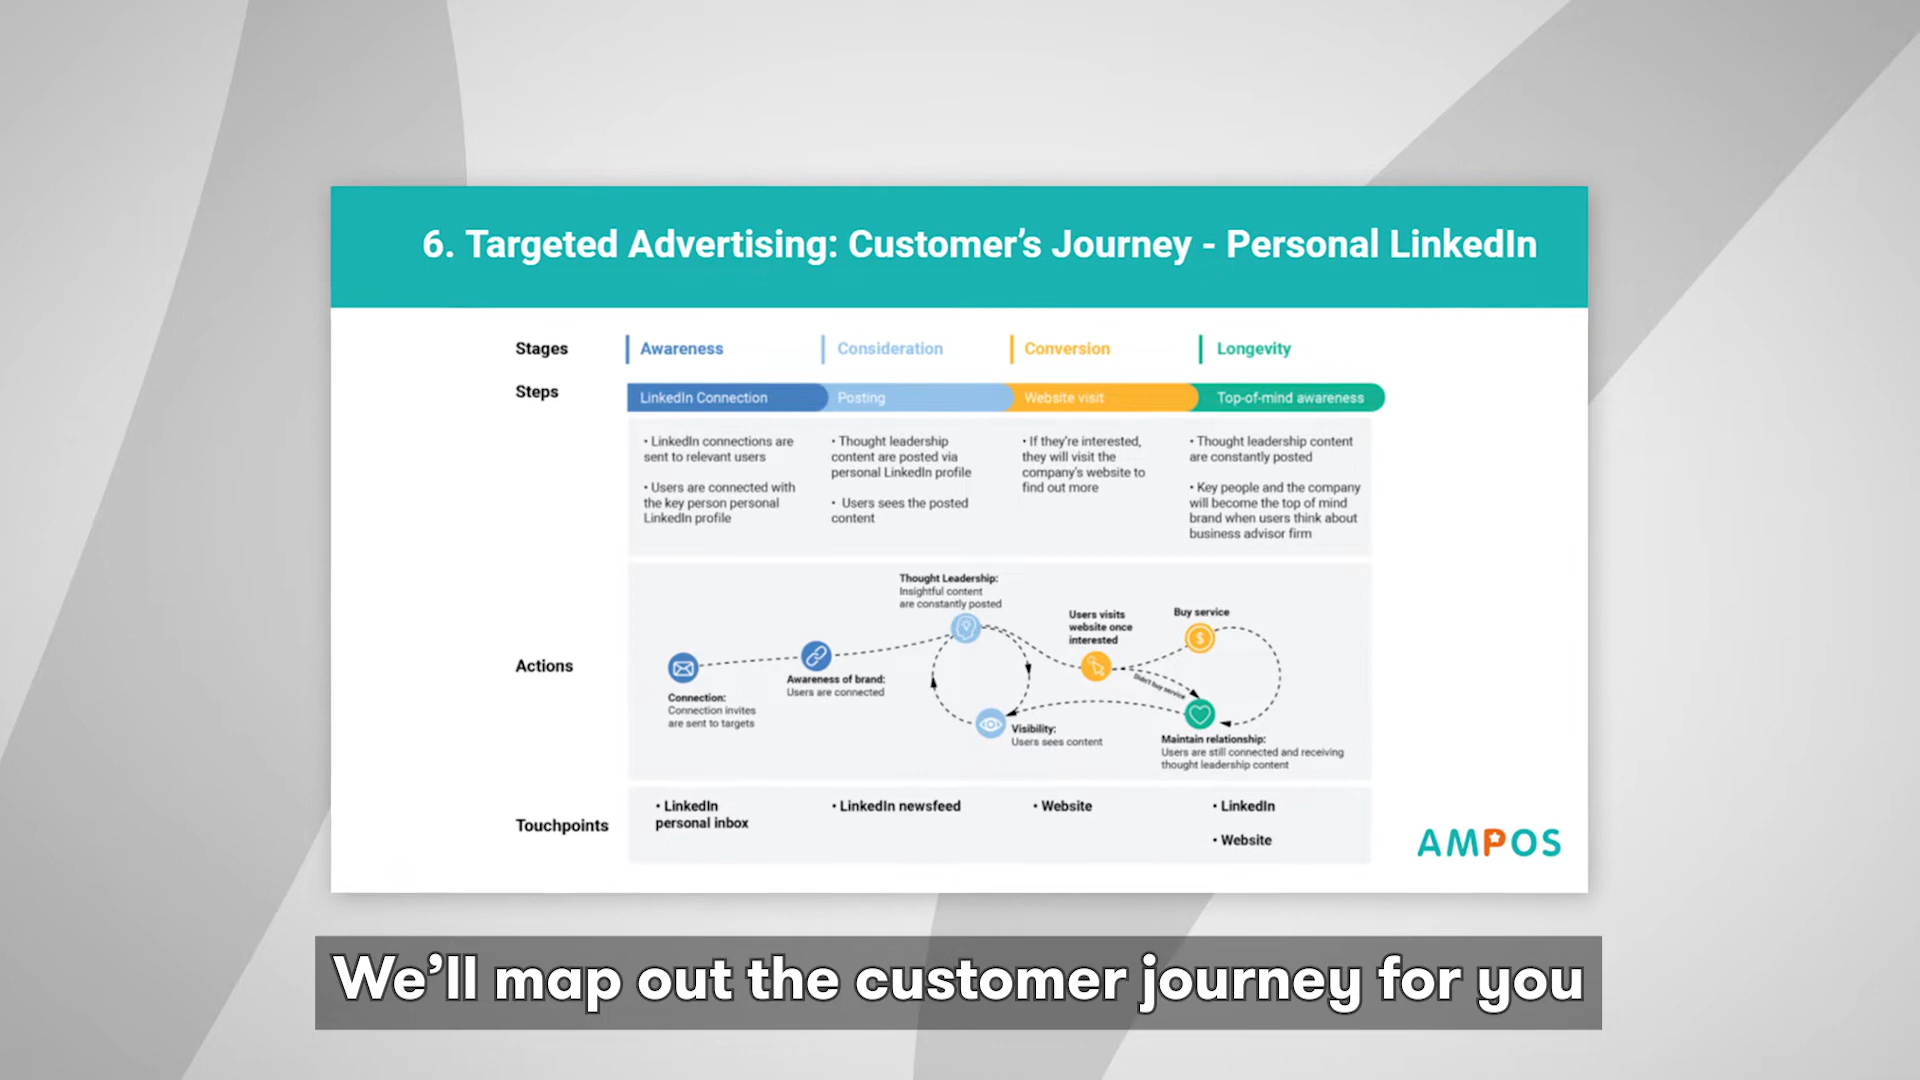 6. Targeted Advertising: Customer’s Journey - Personal LinkedIn
Stages
Awareness
Consideration
Conversion
Longevity
Steps
LinkedIn Connection
Posting
Website visit
Top-of-mind awareness
• LinkedIn connections are
sent to relevant users
• Users are connected with
the key person personal
LinkedIn profile
• Thought leadership
content are posted via
personal LinkedIn profile
• Users sees the posted
content
• If they're interested,
they will visit the
company's website to
find out more
• Thought leadership content
are constantly posted
• Key people and the company
will become the top of mind
brand when users think about
business advisor firm
Actions
Connection:
Connection invites
are sent to targets
Awareness of brand:
Users are connected
Thought Leadership:
Insightful content
are constantly posted
Visibility:
Users sees content
Users visits
website once
interested
Buy service
$
Didn't buy service
Maintain relationship:
Users are still connected and receiving
thought leadership content
Touchpoints
• LinkedIn
personal inbox
• LinkedIn newsfeed
• Website
• LinkedIn
• Website
AMPOS
We’ll map out the customer journey for you